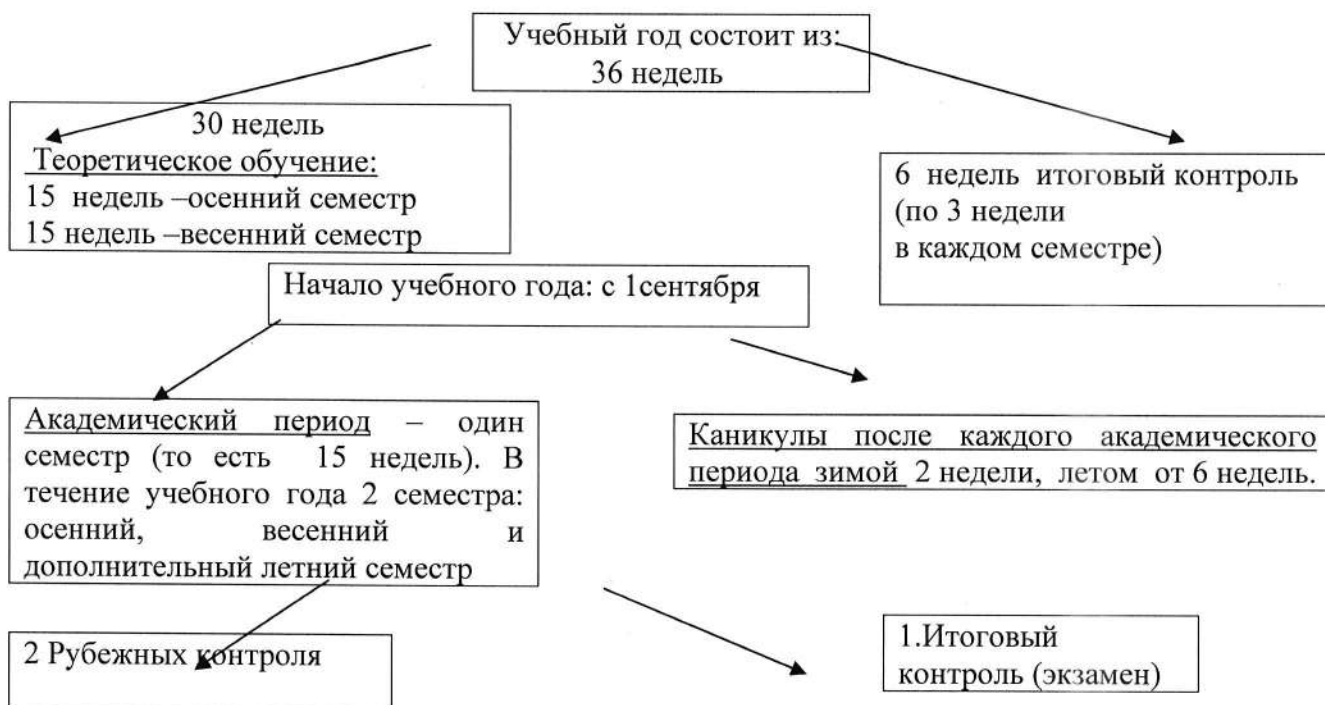 Учебный год состоит из:
36 недель
30 недель
Теоретическое обучение:
15 недель –осенний семестр
15 недель –весенний семестр
6 недель итоговый контроль
(по 3 недели
в каждом семестре)
Начало учебного года: с 1сентября
Академический период – один
семестр (то есть 15 недель). В
течение учебного года 2 семестра:
осенний, весенний и
дополнительный летний семестр
Каникулы после каждого академического
периода зимой 2 недели, летом от 6 недель.
2 Рубежных контроля
1.Итоговый
контроль (экзамен)